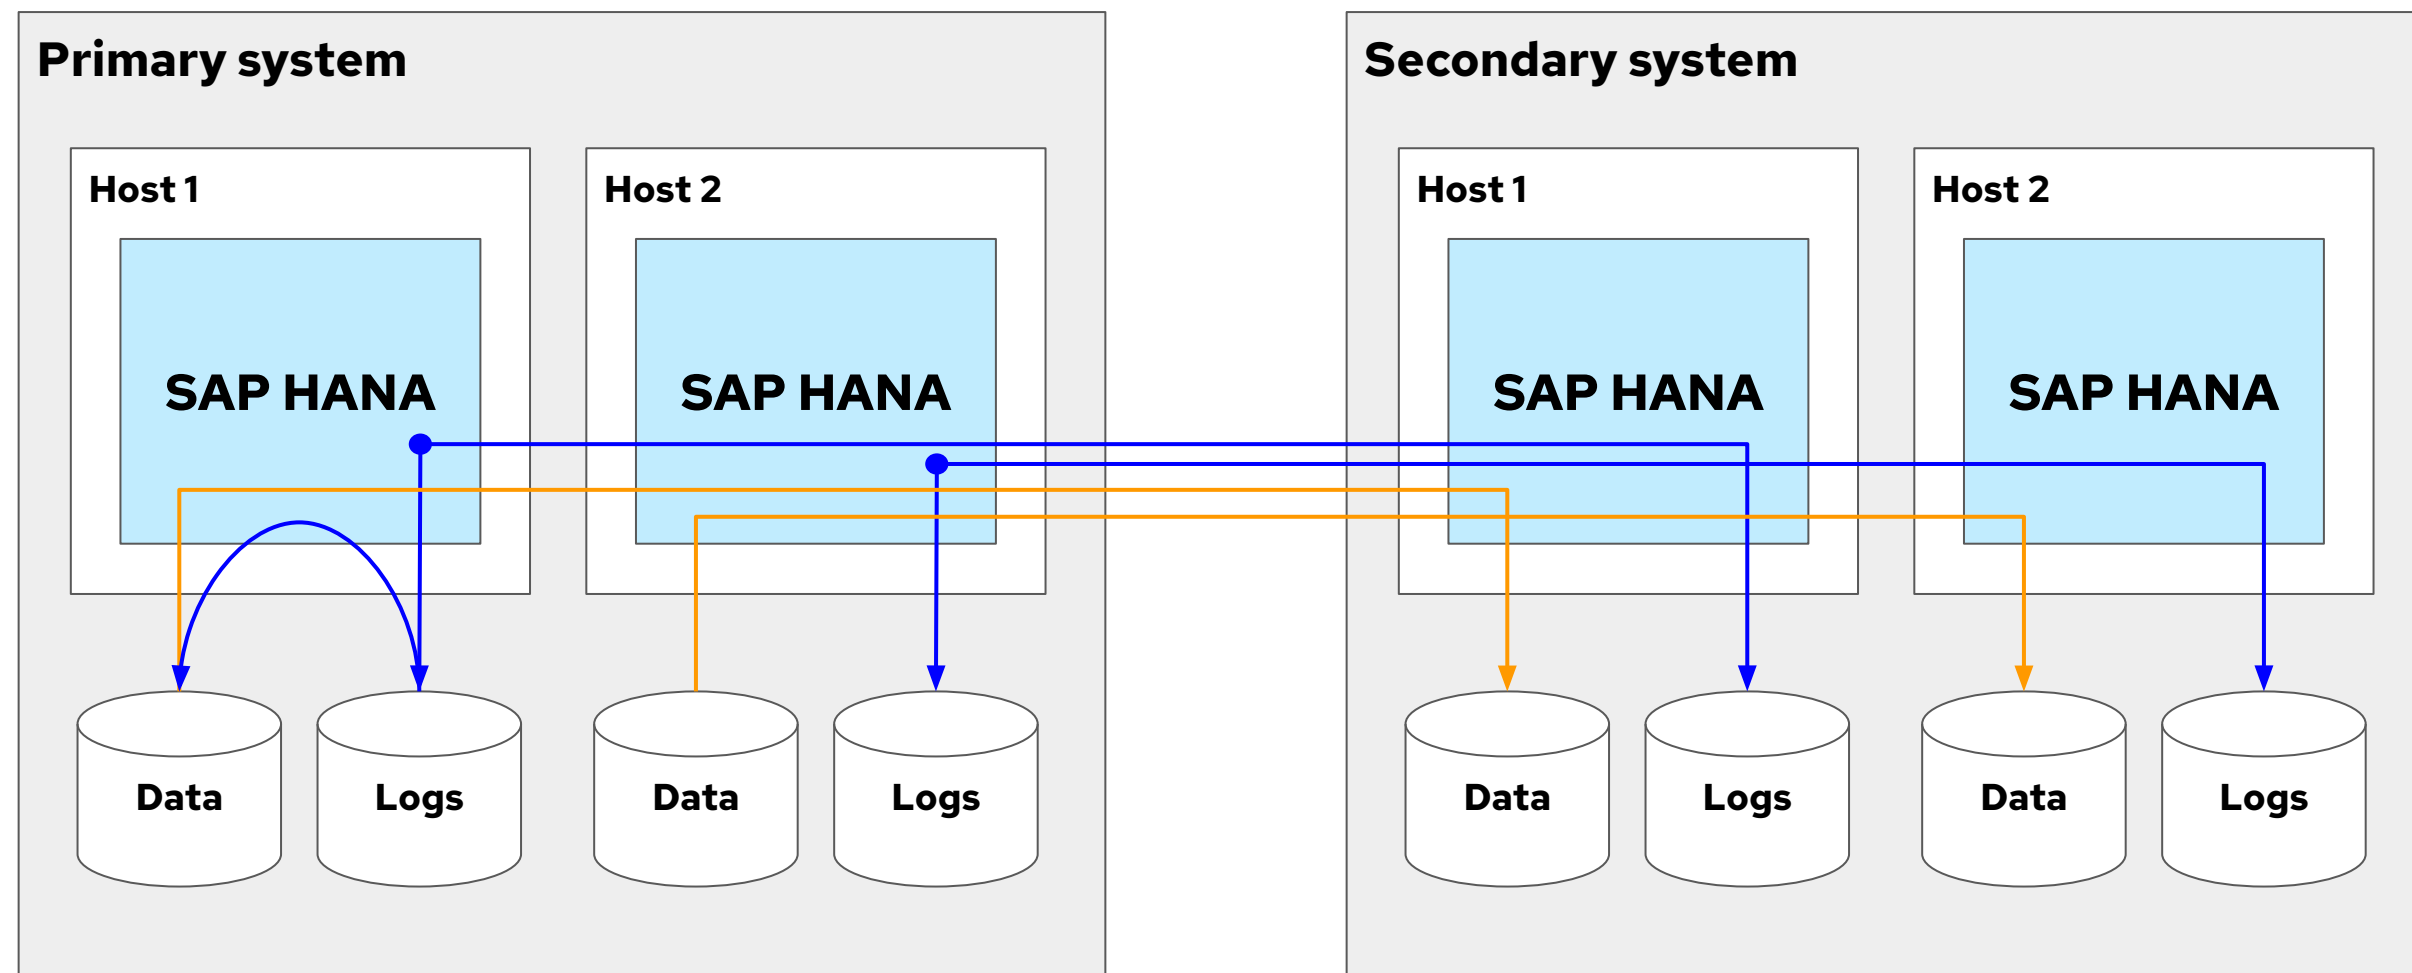 Primary system
Host 1
SAP HANA
Data
Logs
Host 2
SAP HANA
Data
Logs
Secondary system
Host 1
SAP HANA
Data
Logs
Host 2
SAP HANA
Data
Logs